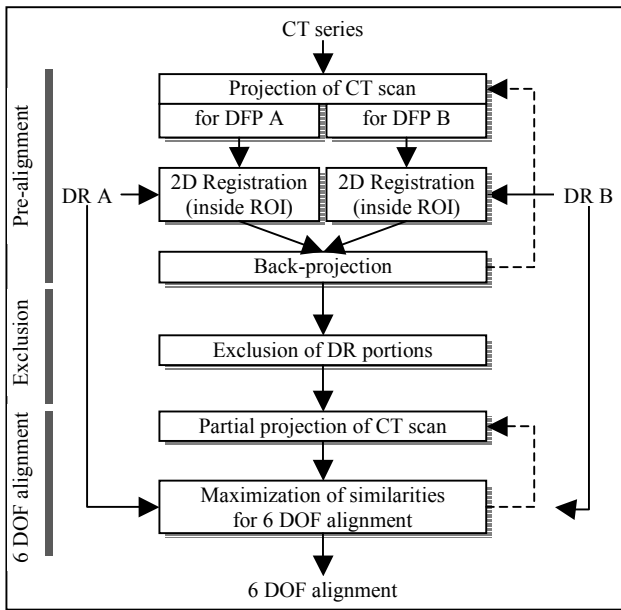 CT series
Projection of CT scan
for DFP A
for DFP B
Pre-alignment
DR A
2D Registration
(inside ROI)
2D Registration
(inside ROI)
DR B
Back-projection
Exclusion
Exclusion of DR portions
6 DOF alignment
Partial projection of CT scan
Maximization of similarities
for 6 DOF alignment
6 DOF alignment